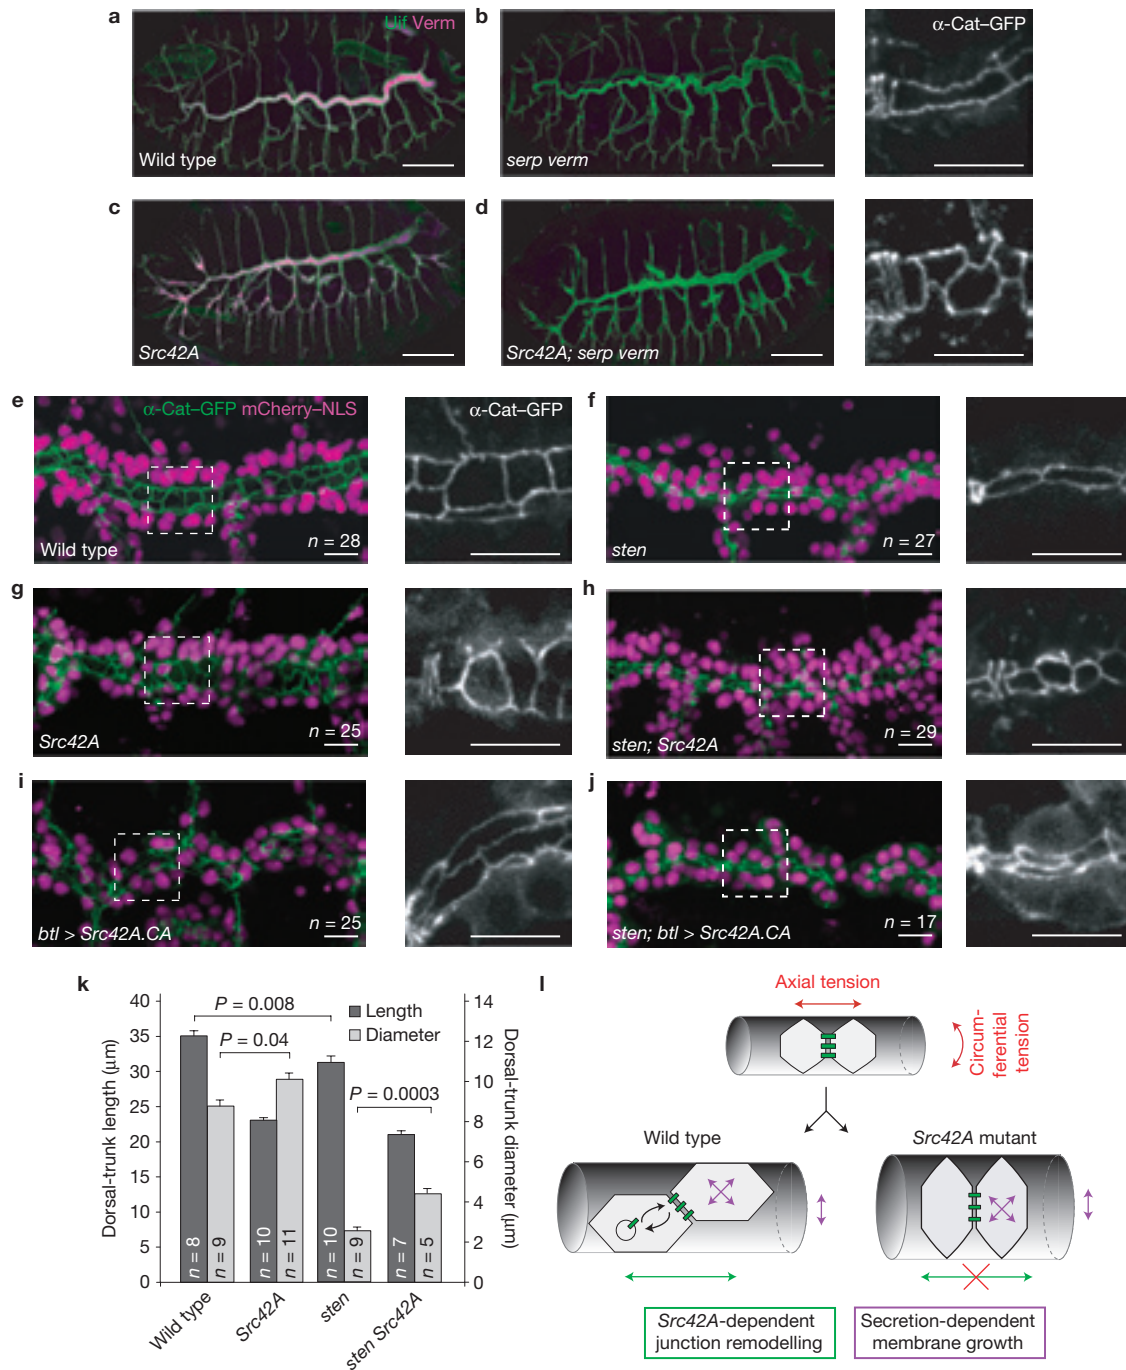 a
Uif Verm
Wild type
b
serp verm
α-Cat–GFP
c
Src42A
d
Src42A; serp verm
e
α-Cat–GFP mCherry–NLS
Wild type
n = 28
α-Cat–GFP
f
sten
n = 27
g
Src42A
n = 25
h
sten; Src42A
n = 29
i
btl > Src42A.CA
n = 25
j
sten; btl > Src42A.CA
n = 17
k
Dorsal-trunk length (µm)
40
35
30
25
20
15
10
5
0
P = 0.008
P = 0.04
P = 0.0003
Length
Diameter
14
12
10
8
6
4
2
0
Dorsal-trunk diameter (µm)
n = 8
n = 9
n = 10
n = 11
n = 10
n = 9
n = 7
n = 5
Wild type
Src42A
sten
sten Src42A
l
Axial tension
Circum-
ferential
tension
Wild type
Src42A mutant
Src42A-dependent
junction remodelling
Secretion-dependent
membrane growth